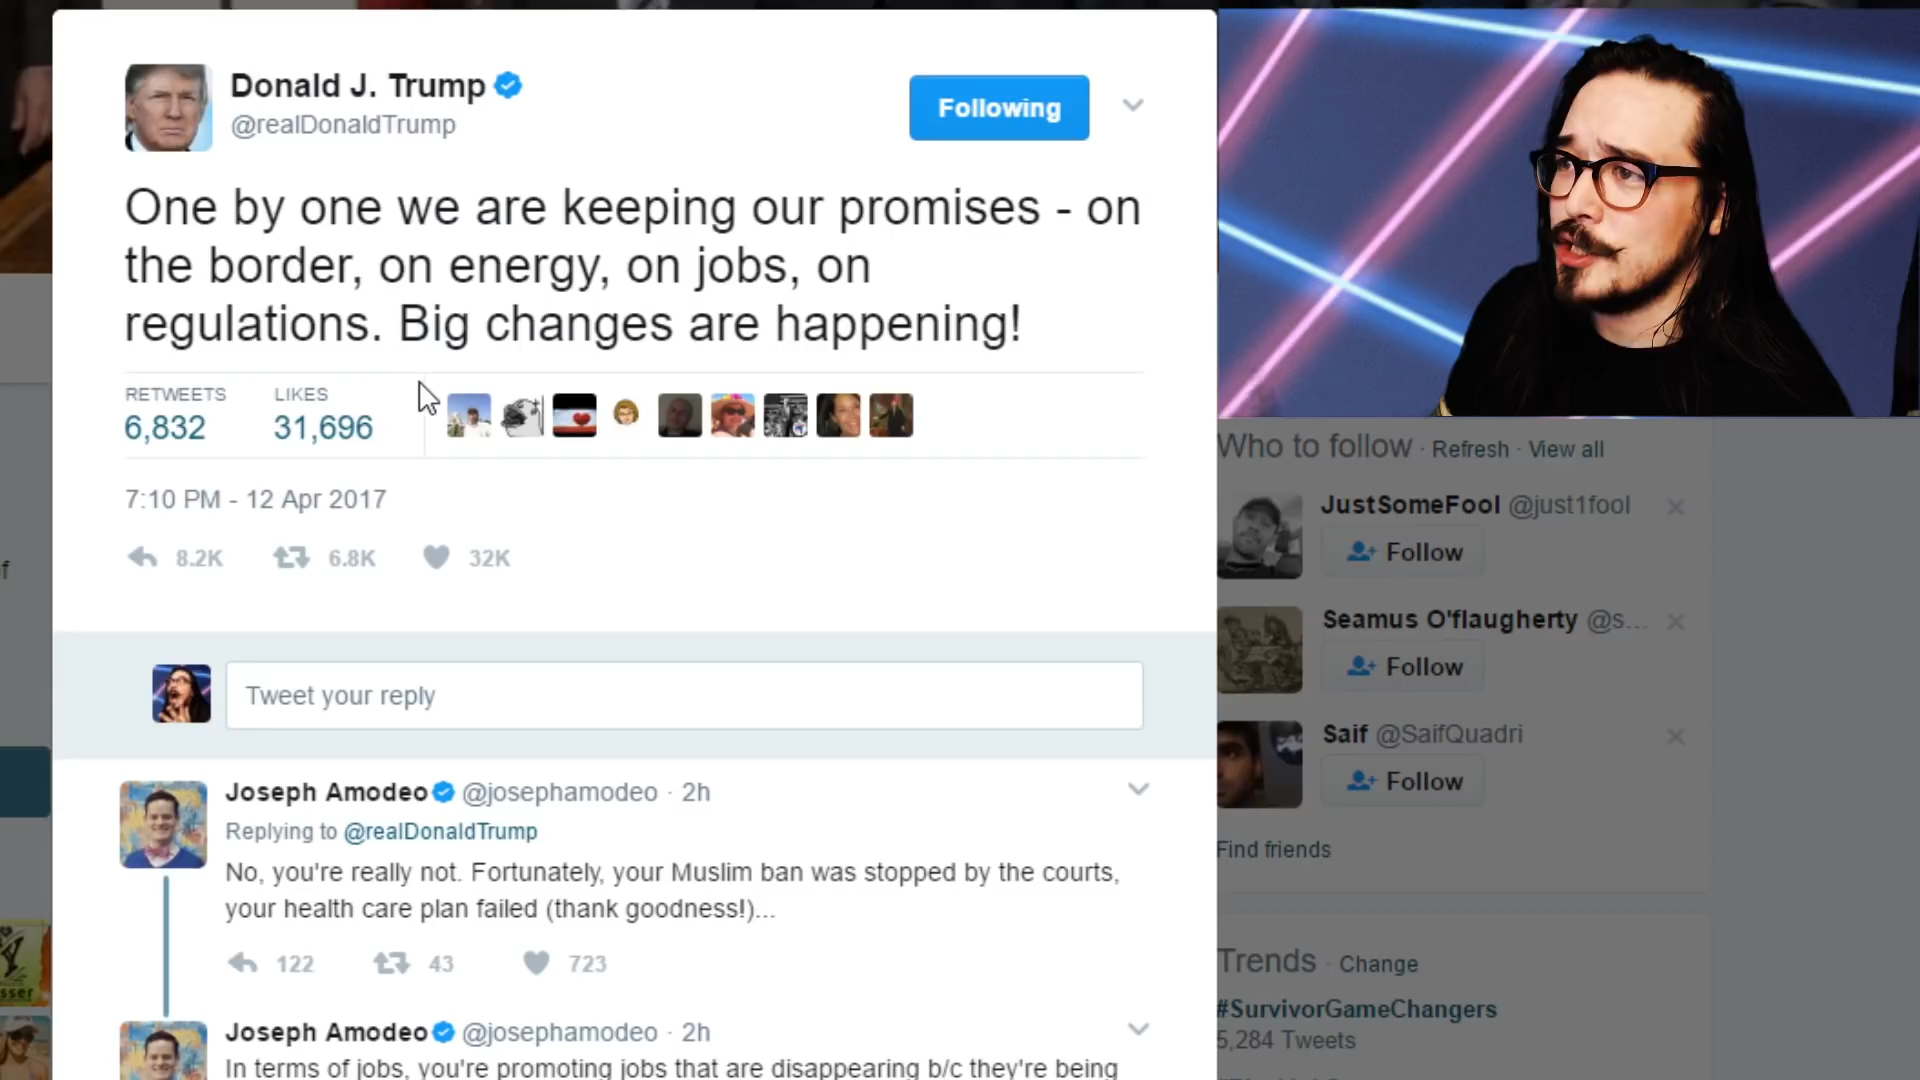 Donald J. Trump
@realDonaldTrump
Following
One by one we are keeping our promises - on
the border, on energy, on jobs, on
regulations. Big changes are happening!
RETWEETS LIKES
6,832 31,696
7:10 PM - 12 Apr 2017
8.2K 6.8K 32K
Tweet your reply
Joseph Amodeo @josephamodeo · 2h
Replying to @realDonaldTrump
No, you're really not. Fortunately, your Muslim ban was stopped by the courts,
your health care plan failed (thank goodness!)...
122 43 723
Joseph Amodeo @josephamodeo · 2h
In terms of jobs, you're promoting jobs that are disappearing b/c they're being
Who to follow · Refresh · View all
JustSomeFool @just1fool
Follow
Seamus O'flaugherty @s...
Follow
Saif @SaifQuadri
Follow
Find friends
Trends · Change
#SurvivorGameChangers
5,284 Tweets